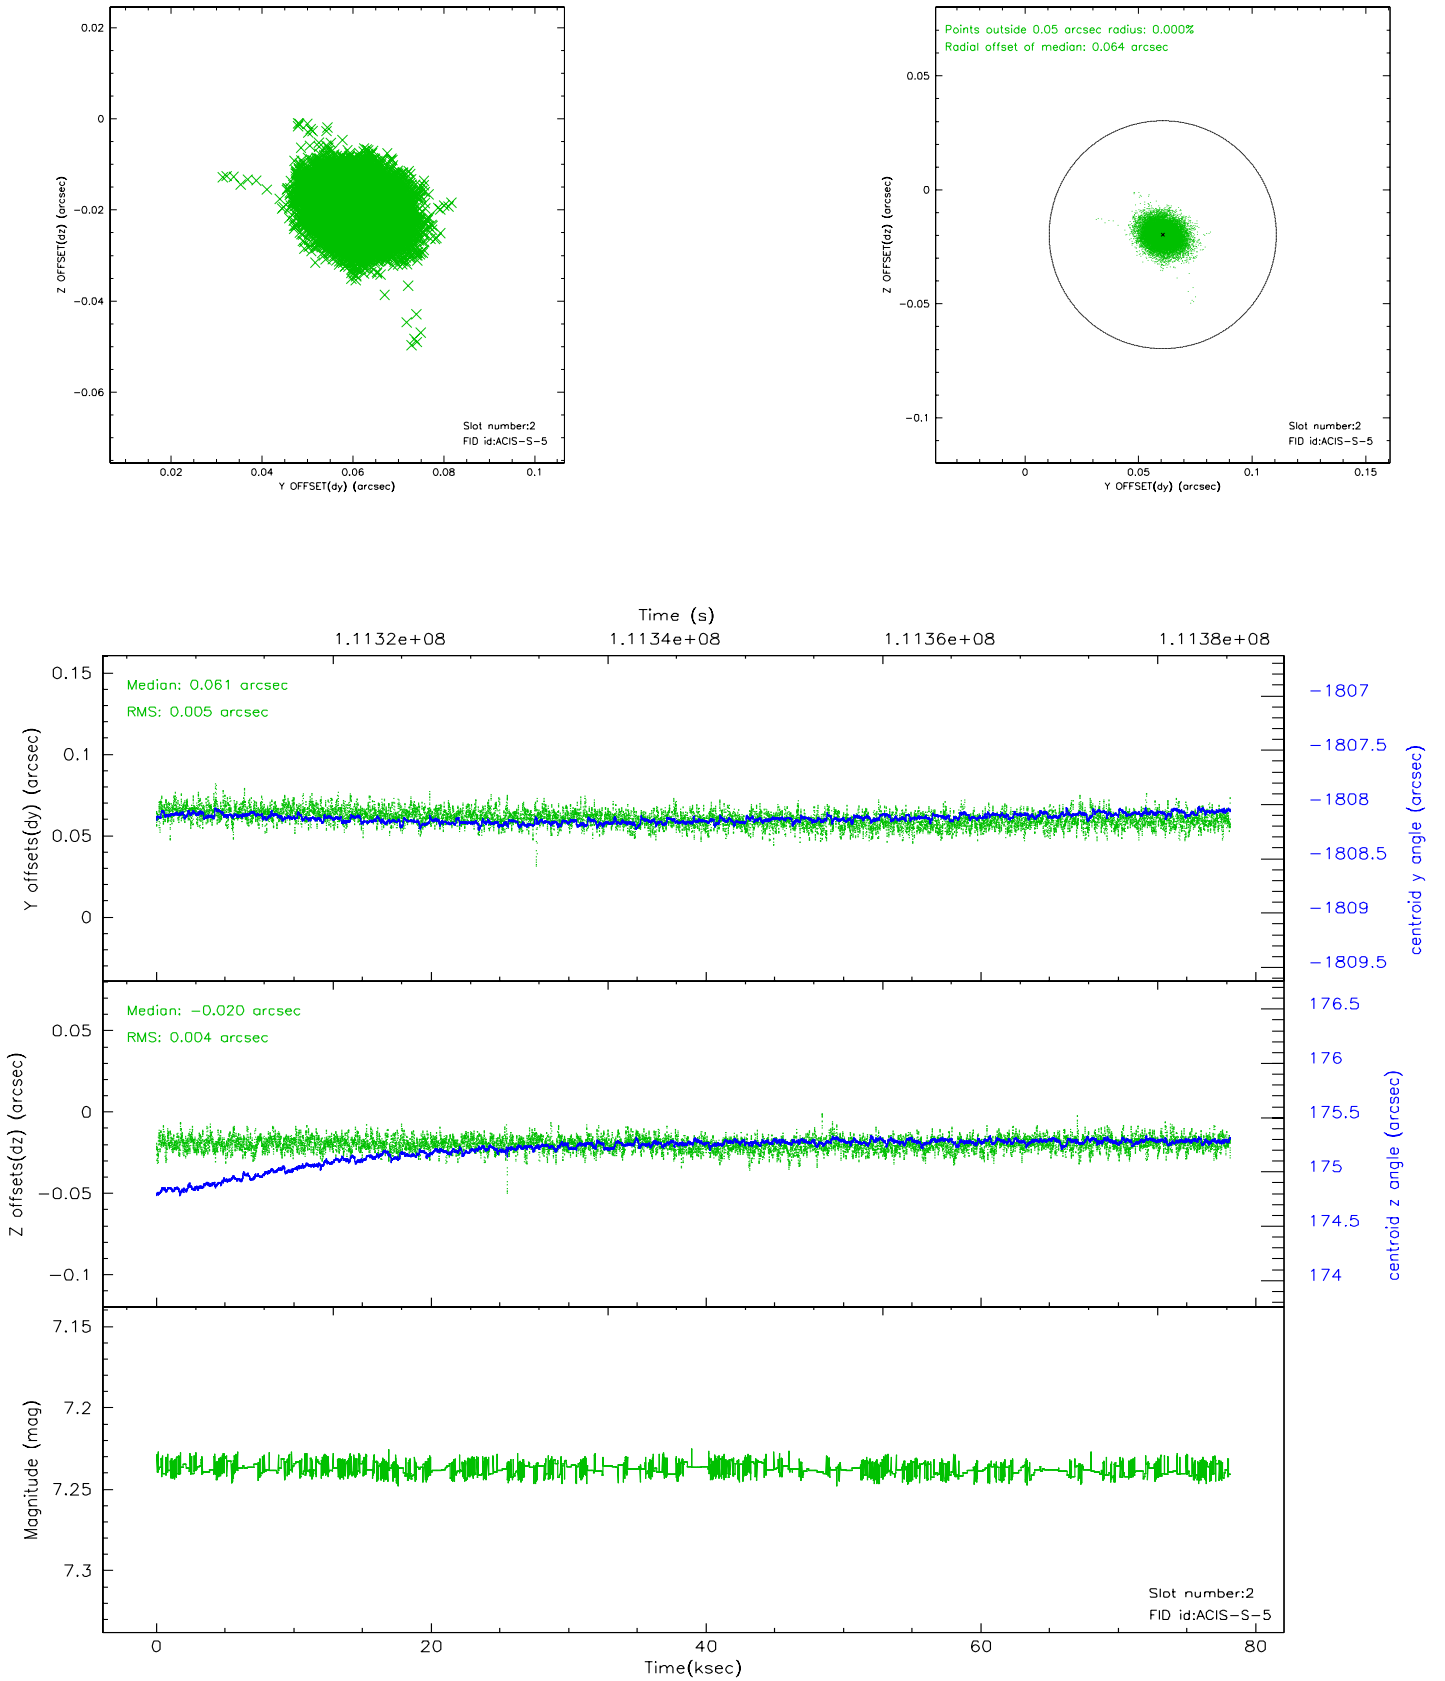 0.02
0
−0.02
−0.04
−0.06
Z OFFSET(dz) (arcsec)
Slot number:2
FID id:ACIS−S−5
0.02 0.04 0.06 0.08 0.1
Y OFFSET(dy) (arcsec)
Points outside 0.05 arcsec radius: 0.000%
Radial offset of median: 0.064 arcsec
0.05
0
−0.05
−0.1
Z OFFSET(dz) (arcsec)
Slot number:2
FID id:ACIS−S−5
0 0.05 0.1 0.15
Y OFFSET(dy) (arcsec)
Time (s)
1.1132e+08 1.1134e+08 1.1136e+08 1.1138e+08
Median: 0.061 arcsec
RMS: 0.005 arcsec
0.15
0.1
0.05
0
Y offsets(dy) (arcsec)
−1807
−1807.5
−1808
−1808.5
−1809
−1809.5
centroid y angle (arcsec)
Median: −0.020 arcsec
RMS: 0.004 arcsec
0.05
0
−0.05
−0.1
Z offsets(dz) (arcsec)
176.5
176
175.5
175
174.5
174
centroid z angle (arcsec)
7.15
7.2
7.25
7.3
Magnitude (mag)
Slot number:2
FID id:ACIS−S−5
0 20 40 60 80
Time(ksec)